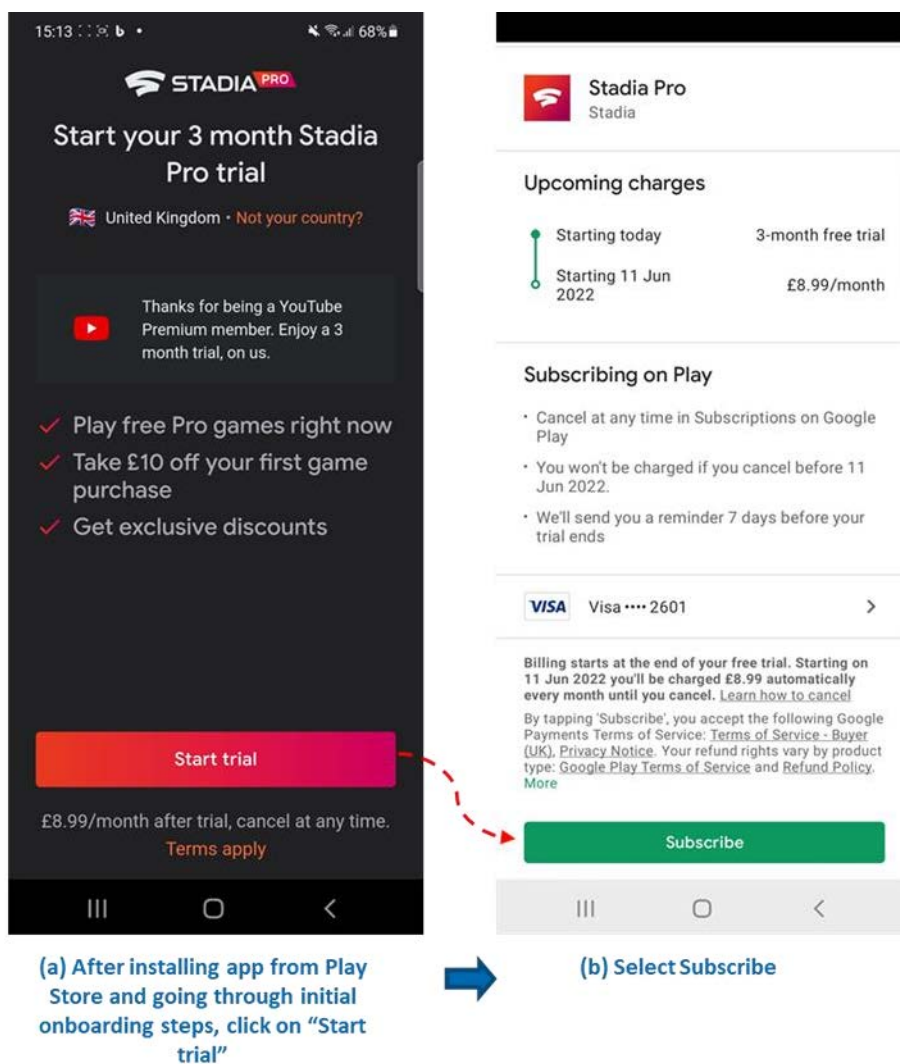 15:13 b •
68%
STADIA PRO
Start your 3 month Stadia
Pro trial
United Kingdom • Not your country?
Thanks for being a YouTube
Premium member. Enjoy a 3
month trial, on us.
Play free Pro games right now
Take £10 off your first game
purchase
Get exclusive discounts
Start trial
£8.99/month after trial, cancel at any time.
Terms apply
(a) After installing app from Play
Store and going through initial
onboarding steps, click on “Start
trial”
Stadia Pro
Stadia
Upcoming charges
Starting today 3-month free trial
Starting 11 Jun
2022
£8.99/month
Subscribing on Play
• Cancel at any time in Subscriptions on Google
Play
• You won't be charged if you cancel before 11
Jun 2022.
• We'll send you a reminder 7 days before your
trial ends
VISA Visa •••• 2601
Billing starts at the end of your free trial. Starting on
11 Jun 2022 you'll be charged £8.99 automatically
every month until you cancel. Learn how to cancel
By tapping 'Subscribe', you accept the following Google
Payments Terms of Service: Terms of Service - Buyer
(UK), Privacy Notice. Your refund rights vary by product
type: Google Play Terms of Service and Refund Policy.
More
Subscribe
(b) Select Subscribe